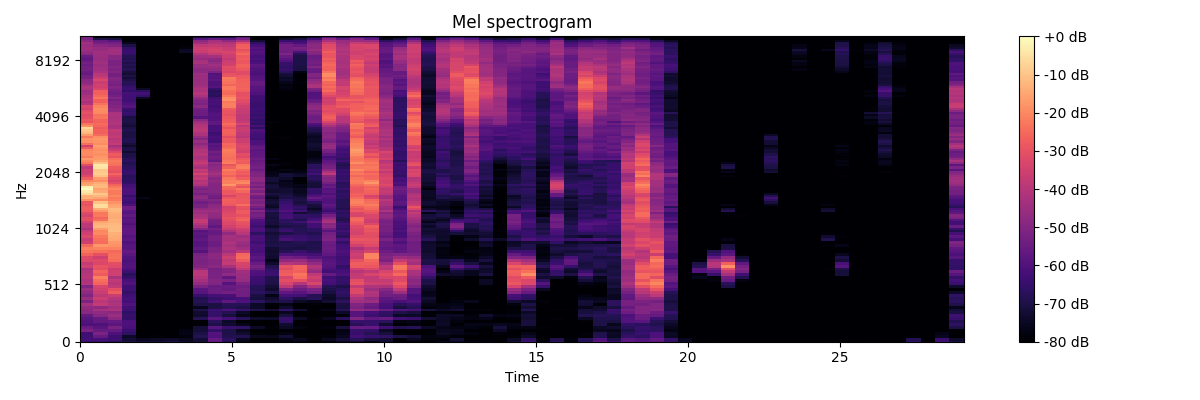 Mel spectrogram
Hz
8192
4096
2048
1024
512
0
0 5 10 15 20 25
Time
+0 dB
-10 dB
-20 dB
-30 dB
-40 dB
-50 dB
-60 dB
-70 dB
-80 dB